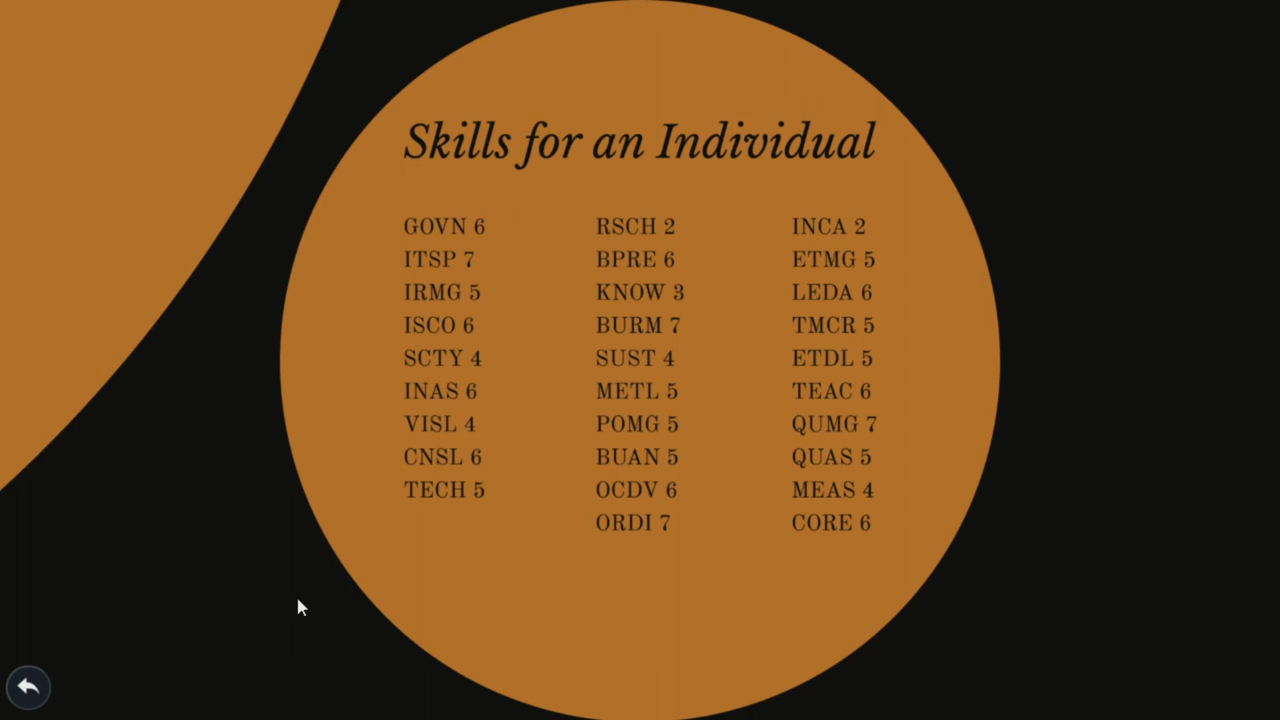 Skills for an Individual
GOVN 6
ITSP 7
IRMG 5
ISCO 6
SCTY 4
INAS 6
VISL 4
CNSL 6
TECH 5
RSCH 2
BPRE 6
KNOW 3
BURM 7
SUST 4
METL 5
POMG 5
BUAN 5
OCDV 6
ORDI 7
INCA 2
ETMG 5
LEDA 6
TMCR 5
ETDL 5
TEAC 6
QUMG 7
QUAS 5
MEAS 4
CORE 6